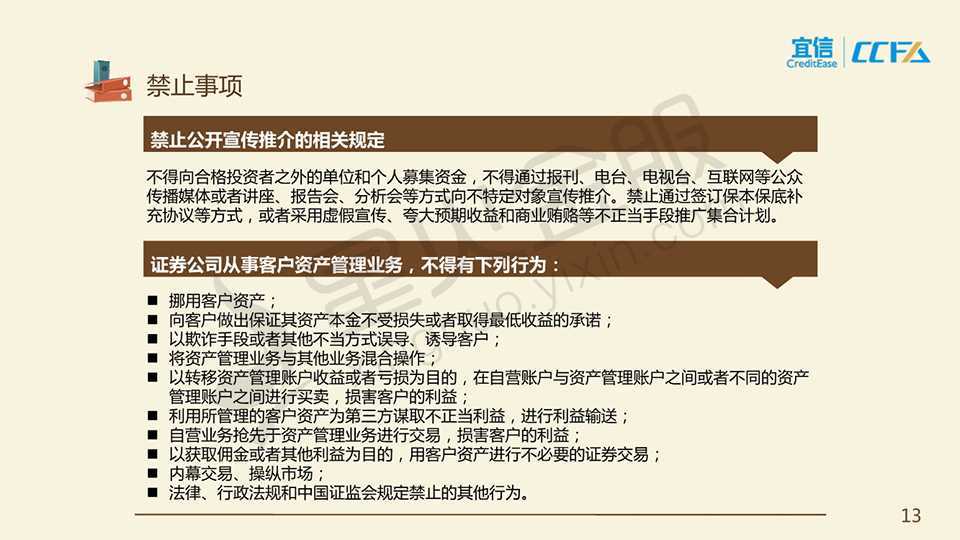 宜信
CreditEase
CCFA
禁止事项
禁止公开宣传推介的相关规定
不得向合格投资者之外的单位和个人募集资金，不得通过报刊、电台、电视台、互联网等公众
传播媒体或者讲座、报告会、分析会等方式向不特定对象宣传推介。禁止通过签订保本保底补
充协议等方式，或者采用虚假宣传、夸大预期收益和商业贿赂等不正当手段推广集合计划。
证券公司从事客户资产管理业务，不得有下列行为：
■ 挪用客户资产；
■ 向客户做出保证其资产本金不受损失或者取得最低收益的承诺；
■ 以欺诈手段或者其他不当方式误导、诱导客户；
■ 将资产管理业务与其他业务混合操作；
■ 以转移资产管理账户收益或者亏损为目的，在自营账户与资产管理账户之间或者不同的资产
管理账户之间进行买卖，损害客户的利益；
■ 利用所管理的客户资产为第三方谋取不正当利益，进行利益输送；
■ 自营业务抢先于资产管理业务进行交易，损害客户的利益；
■ 以获取佣金或者其他利益为目的，用客户资产进行不必要的证券交易；
■ 内幕交易、操纵市场；
■ 法律、行政法规和中国证监会规定禁止的其他行为。
星火金服
13